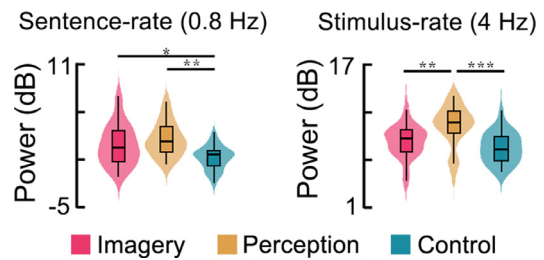 Sentence-rate (0.8 Hz) Stimulus-rate (4 Hz)
Power (dB)
11
-5
*
**
Power (dB)
17
1
** ***
Imagery Perception Control